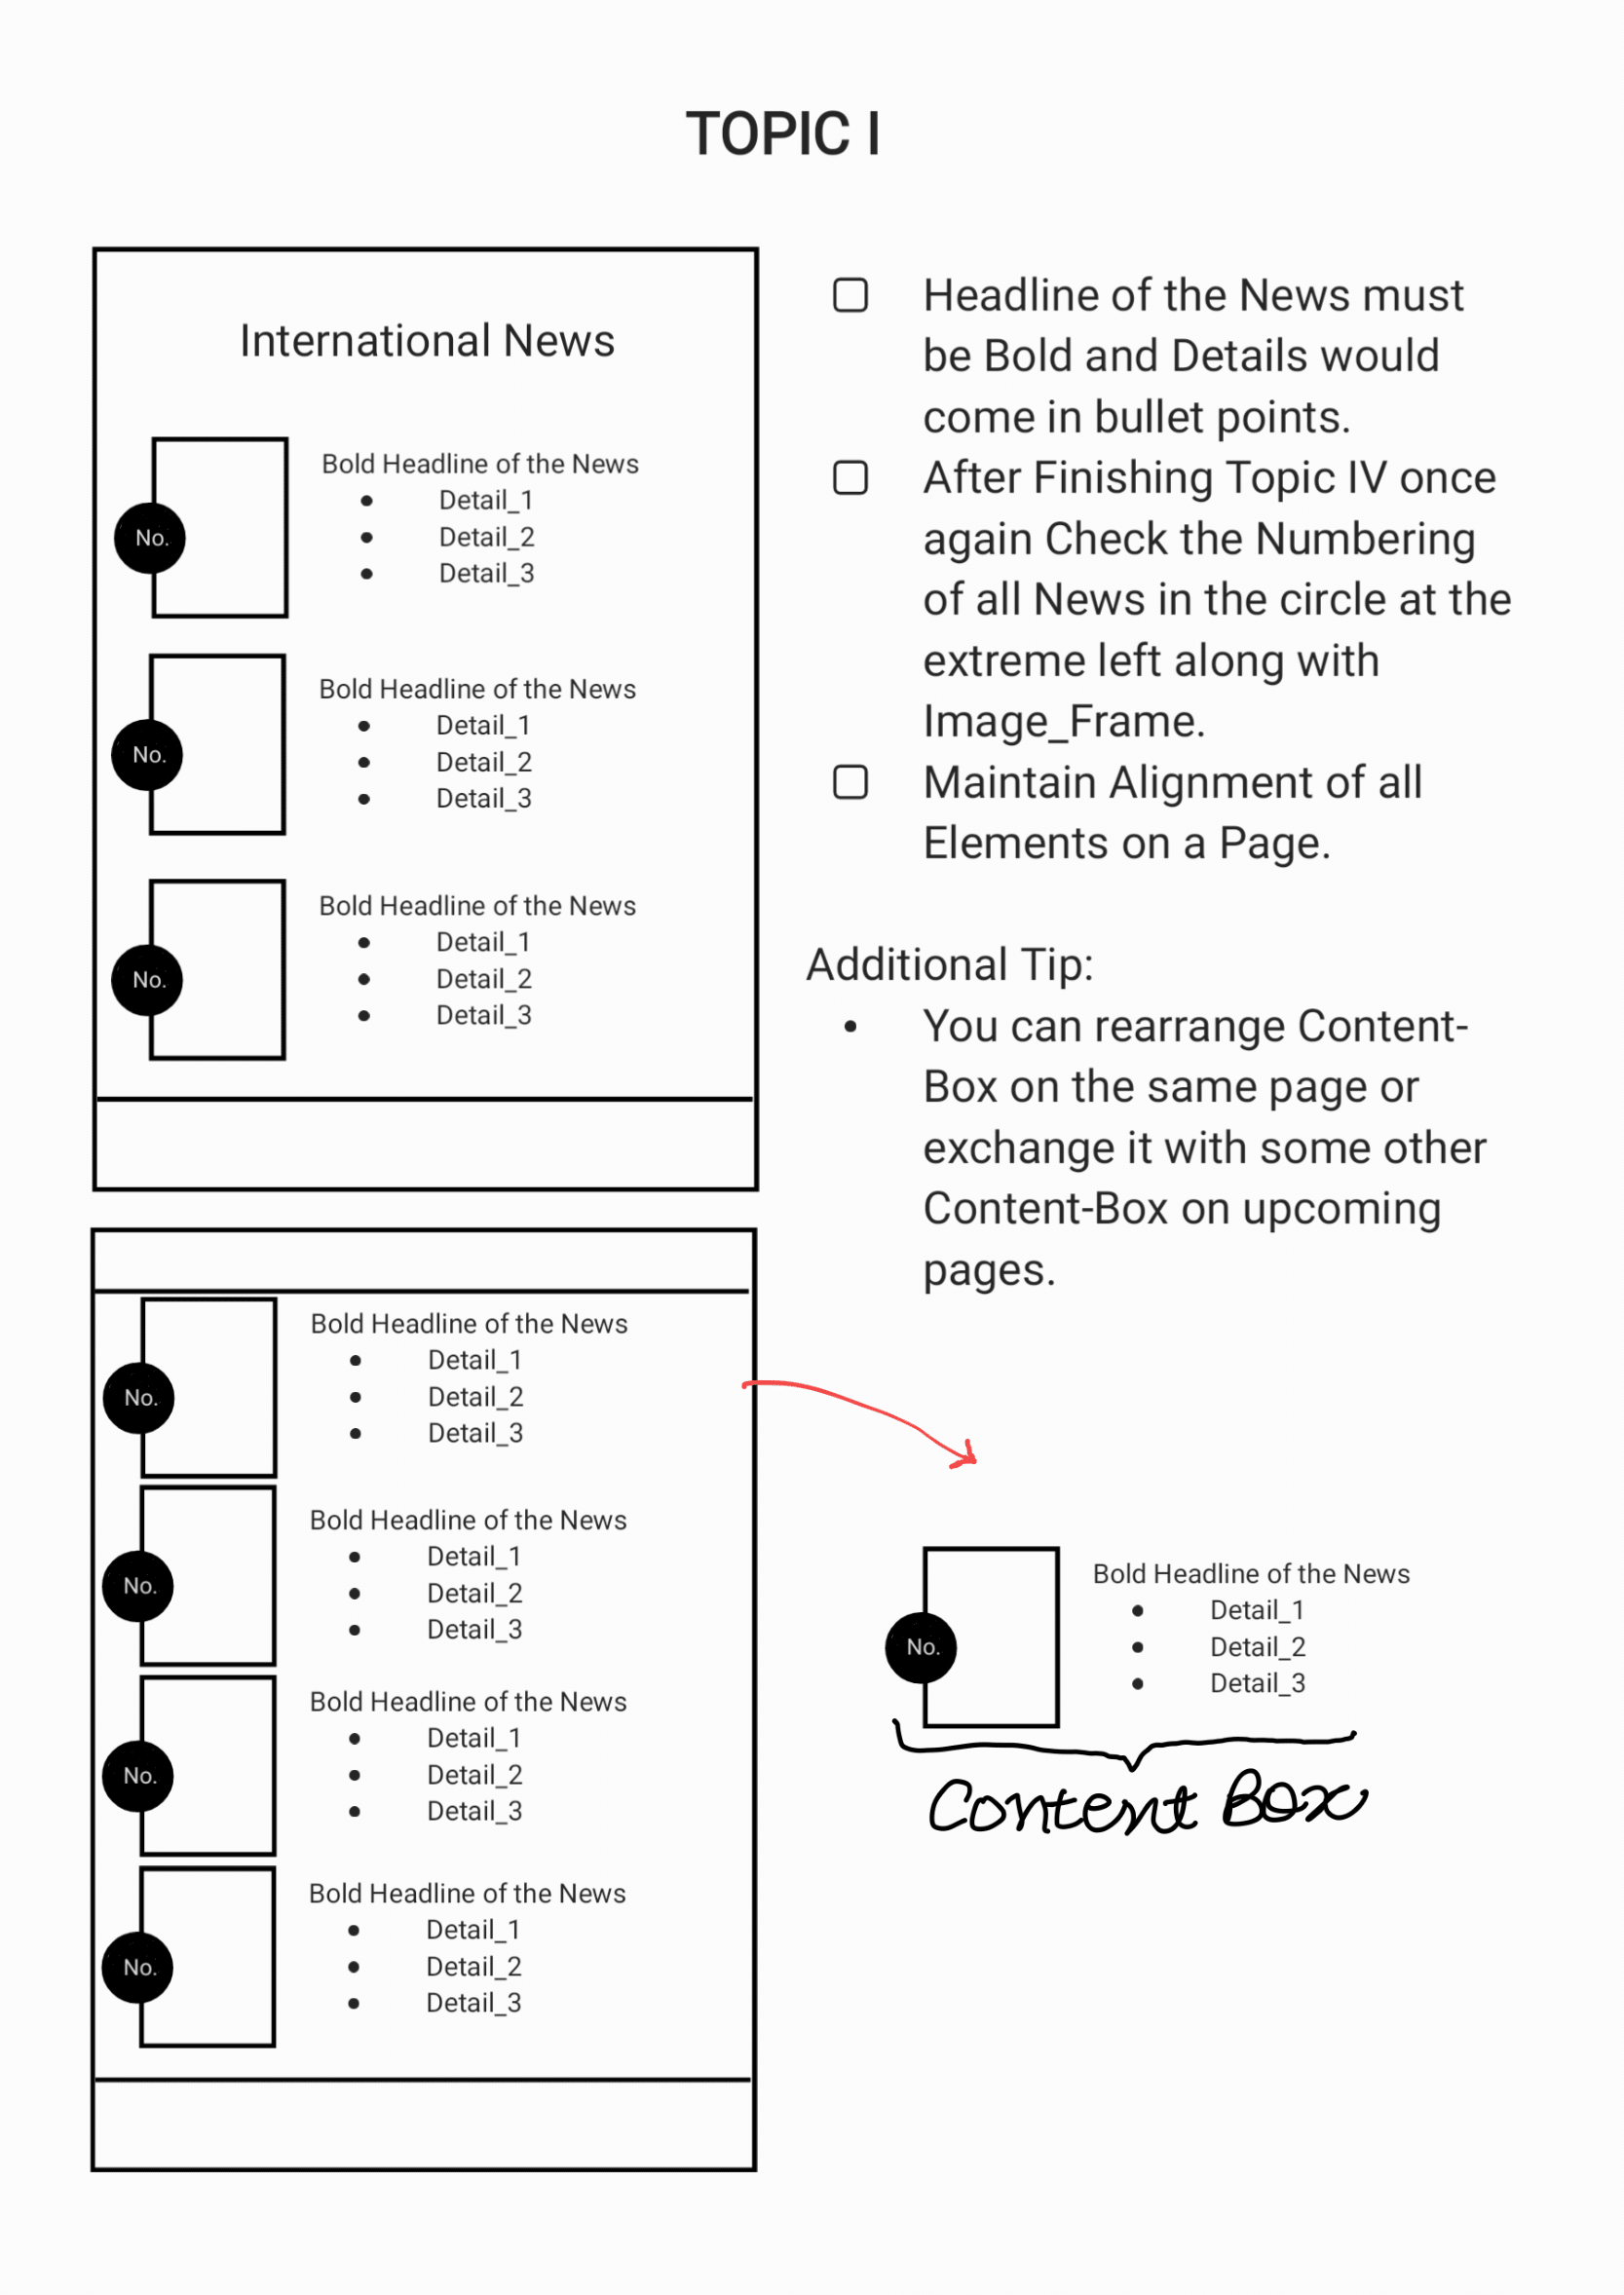 TOPIC I
International News
Bold Headline of the News
• Detail_1
No. • Detail_2
• Detail_3
Bold Headline of the News
• Detail_1
No. • Detail_2
• Detail_3
Bold Headline of the News
• Detail_1
No. • Detail_2
• Detail_3
Headline of the News must
be Bold and Details would
come in bullet points.
After Finishing Topic IV once
again Check the Numbering
of all News in the circle at the
extreme left along with
Image_Frame.
Maintain Alignment of all
Elements on a Page.
Additional Tip:
• You can rearrange Content-
Box on the same page or
exchange it with some other
Content-Box on upcoming
pages.
Bold Headline of the News
• Detail_1
No. • Detail_2
• Detail_3
Bold Headline of the News
• Detail_1
No. • Detail_2
• Detail_3
Bold Headline of the News
• Detail_1
No. • Detail_2
• Detail_3
Bold Headline of the News
• Detail_1
No. • Detail_2
• Detail_3
Bold Headline of the News
• Detail_1
No. • Detail_2
• Detail_3
Content Box